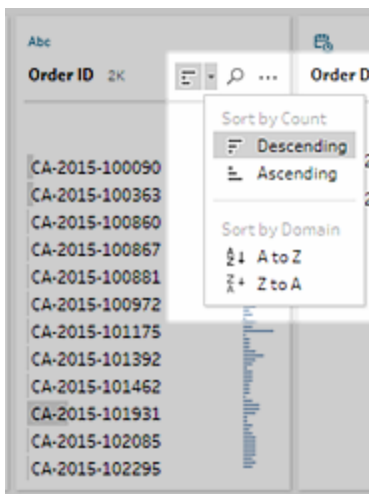 Abc
Order ID 2K ... Order D
Sort by Count
Descending
Ascending
Sort by Domain
A to Z
Z to A
CA-2015-100090
CA-2015-100363
CA-2015-100860
CA-2015-100867
CA-2015-100881
CA-2015-100972
CA-2015-101175
CA-2015-101392
CA-2015-101462
CA-2015-101931
CA-2015-102085
CA-2015-102295